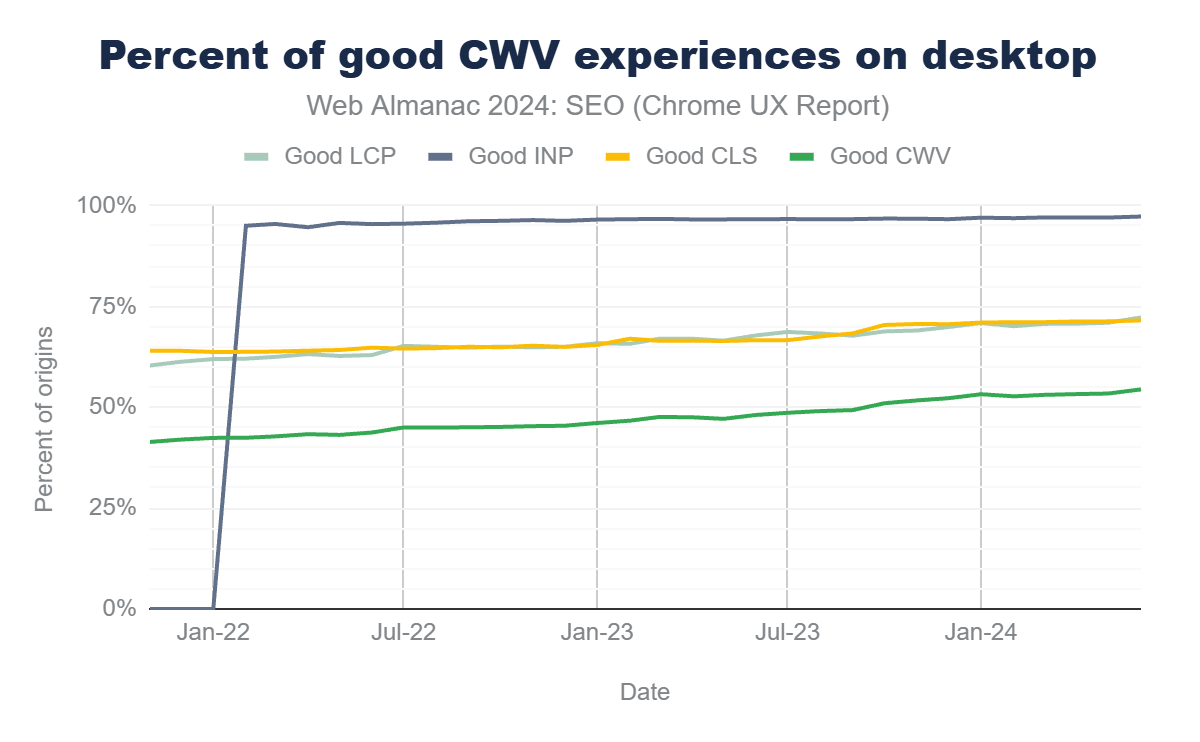 Percent of good CWV experiences on desktop
Web Almanac 2024: SEO (Chrome UX Report)
Good LCP Good INP Good CLS Good CWV
100%
75%
50%
25%
0%
Percent of origins
Jan-22 Jul-22 Jan-23 Jul-23 Jan-24
Date